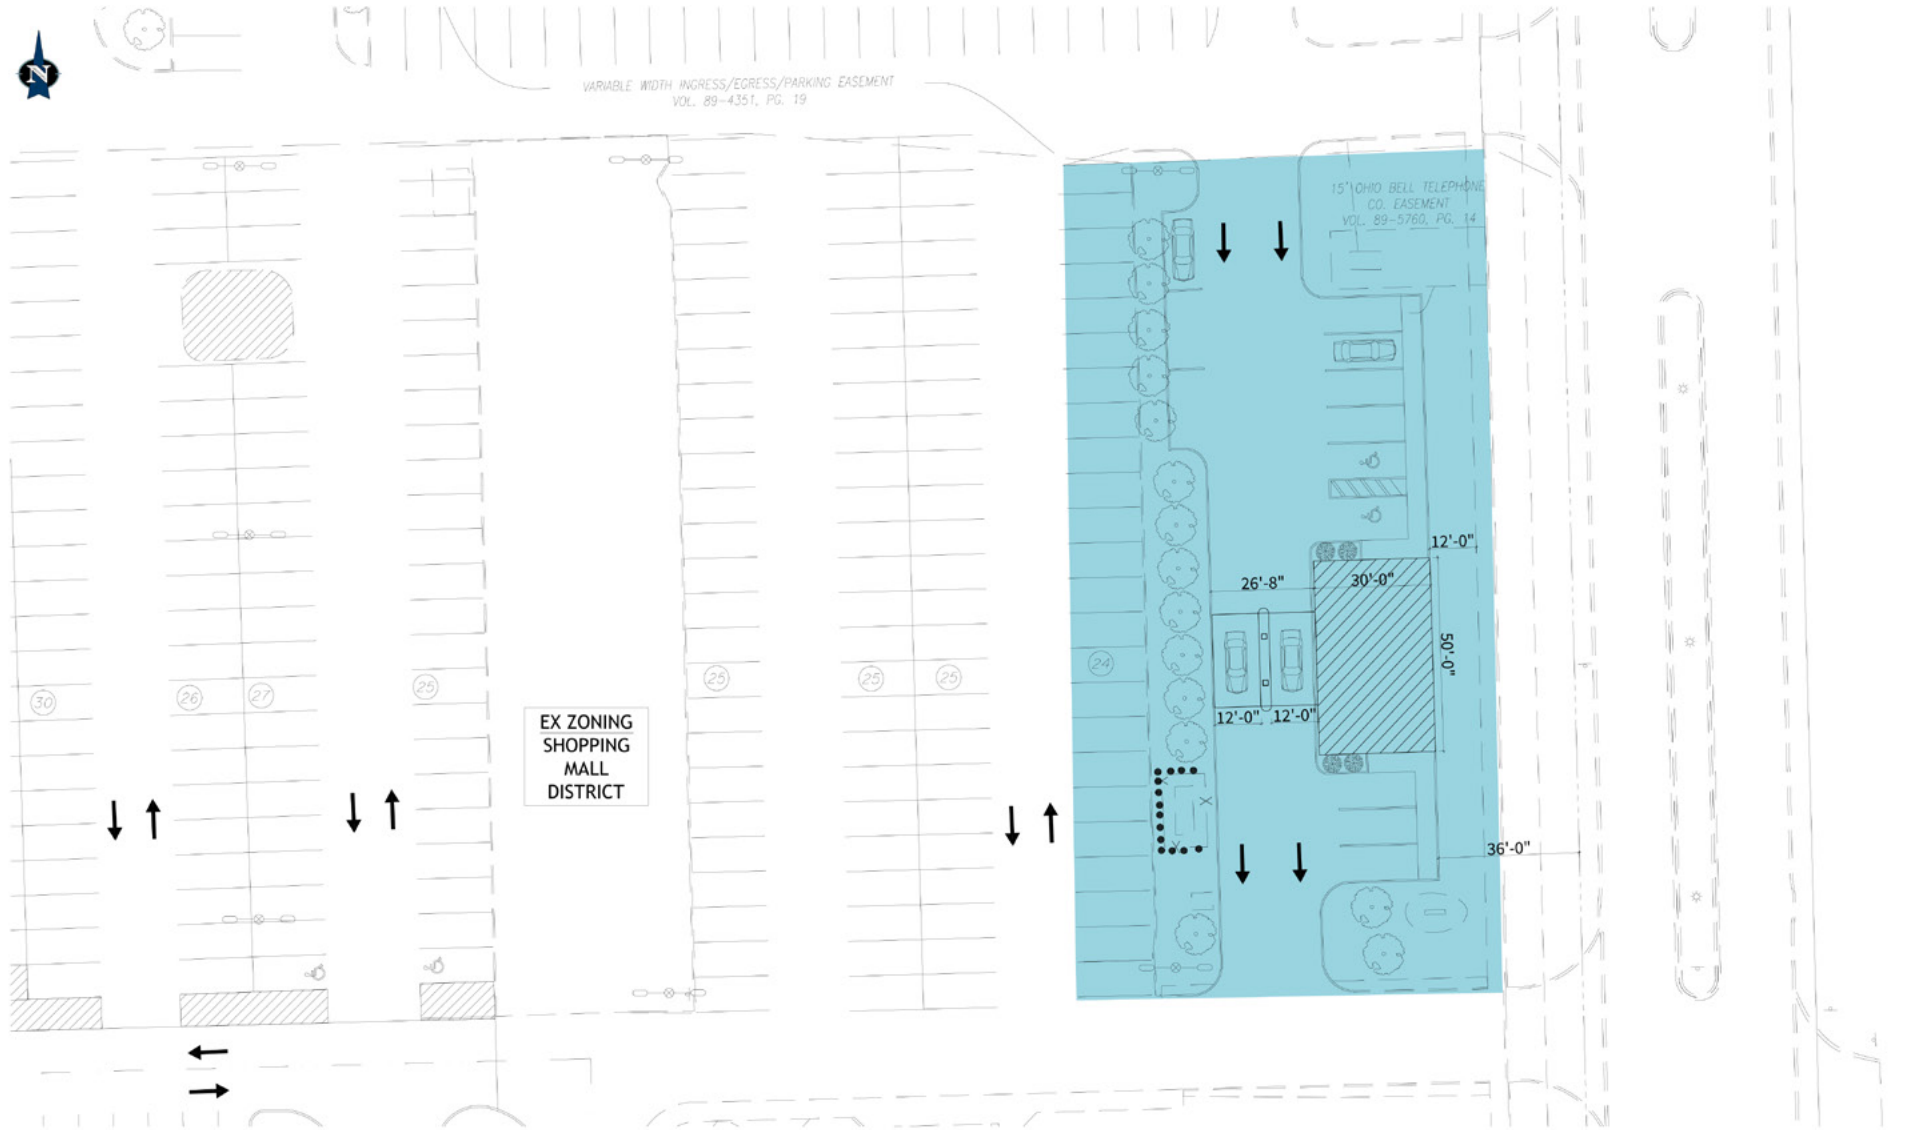 N
VARIABLE WIDTH INGRESS/EGRESS/PARKING EASEMENT
VOL. 89-4351, PG. 19
15' OHIO BELL TELEPHONE
CO. EASEMENT
VOL. 89-5760, PG. 14
12'-0"
26'-8"
30'-0"
50'-0"
24
25
25
25
25
27
26
30
12'-0"
12'-0"
EX ZONING
SHOPPING
MALL
DISTRICT
36'-0"